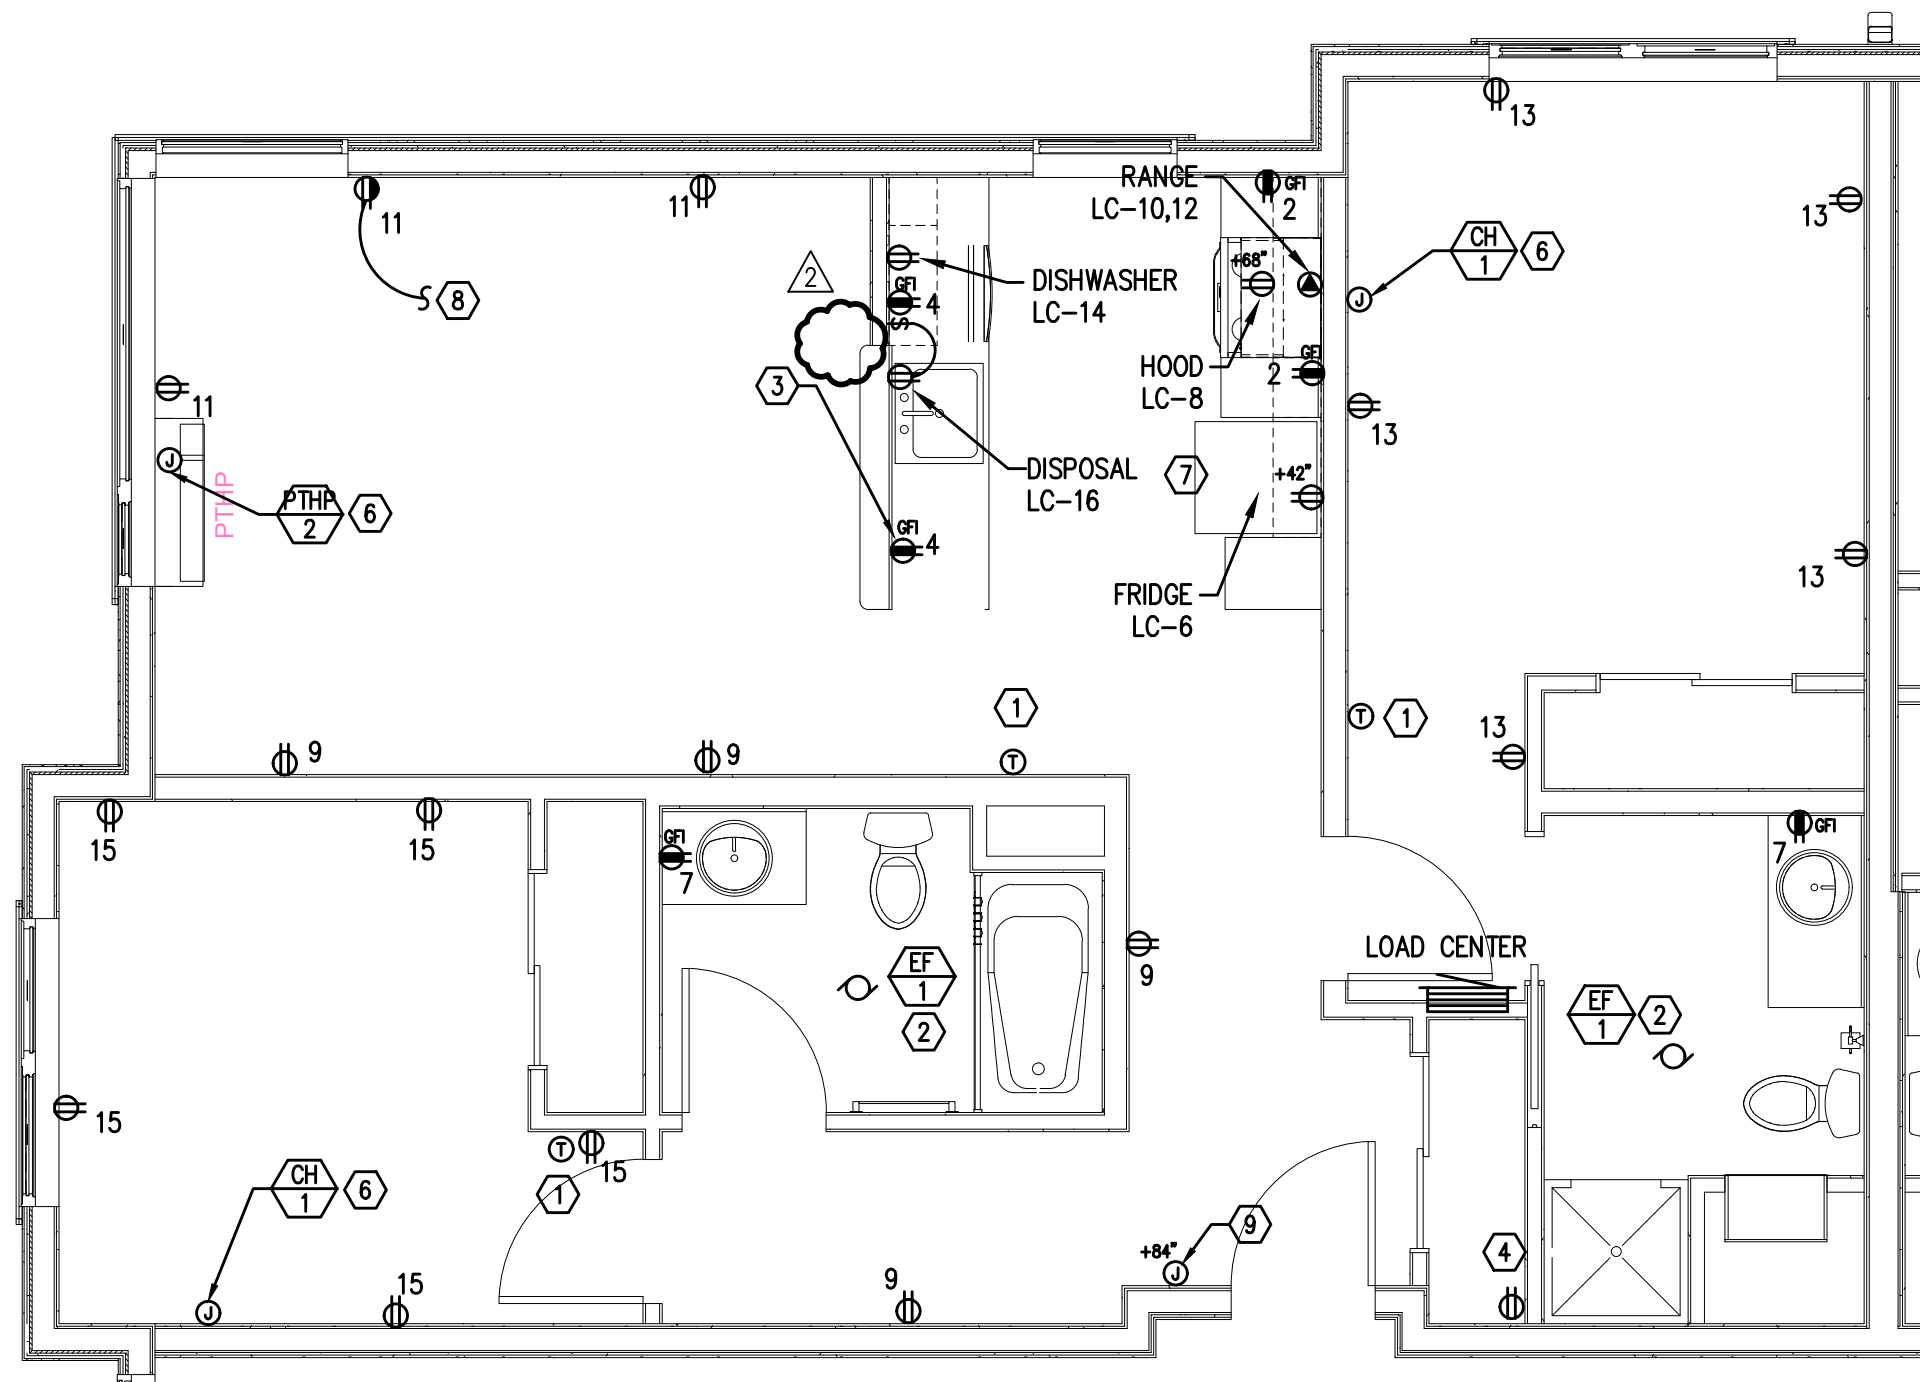 13
RANGE
LC-10,12
GFI
2
11
11
13
CH
1
6
2
+68"
DISHWASHER
LC-14
GFI
4
S
8
J
S
HOOD
LC-8
GFI
2
3
11
13
DISPOSAL
LC-16
7
+42"
J
PTHP
2
6
PTHP
GFI
4
13
FRIDGE
LC-6
1
T
1
13
9
9
T
15
15
GFI
7
GFI
7
LOAD CENTER
9
EF
1
2
EF
1
2
15
T
15
1
CH
1
6
9
+84"
J
4
J
15
9